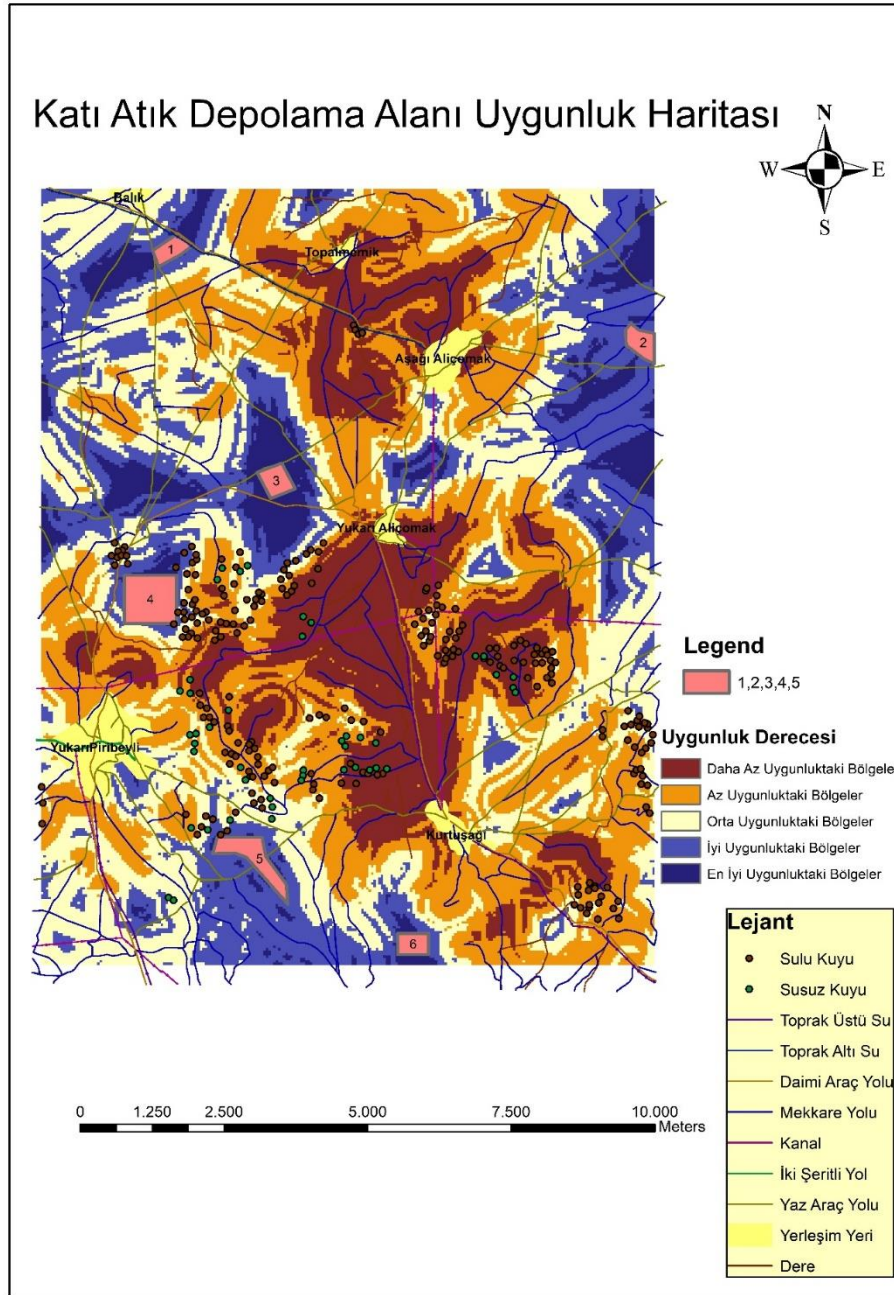 Katı Atık Depolama Alanı Uygunluk Haritası
N
W E
S
Balık
1
Topalmemik
2
Aşağı Aliçomak
3
Yukarı Aliçomak
4
Legend
1,2,3,4,5
YukarıPiribeyli
Uygunluk Derecesi
Daha Az Uygunluktaki Bölgeler
Az Uygunluktaki Bölgeler
Orta Uygunluktaki Bölgeler
İyi Uygunluktaki Bölgeler
En İyi Uygunluktaki Bölgeler
Kurtuşağı
5
6
Lejant
Sulu Kuyu
Susuz Kuyu
Toprak Üstü Su
Toprak Altı Su
Daimi Araç Yolu
Mekkare Yolu
Kanal
İki Şeritli Yol
Yaz Araç Yolu
Yerleşim Yeri
Dere
0 1.250 2.500 5.000 7.500 10.000
Meters